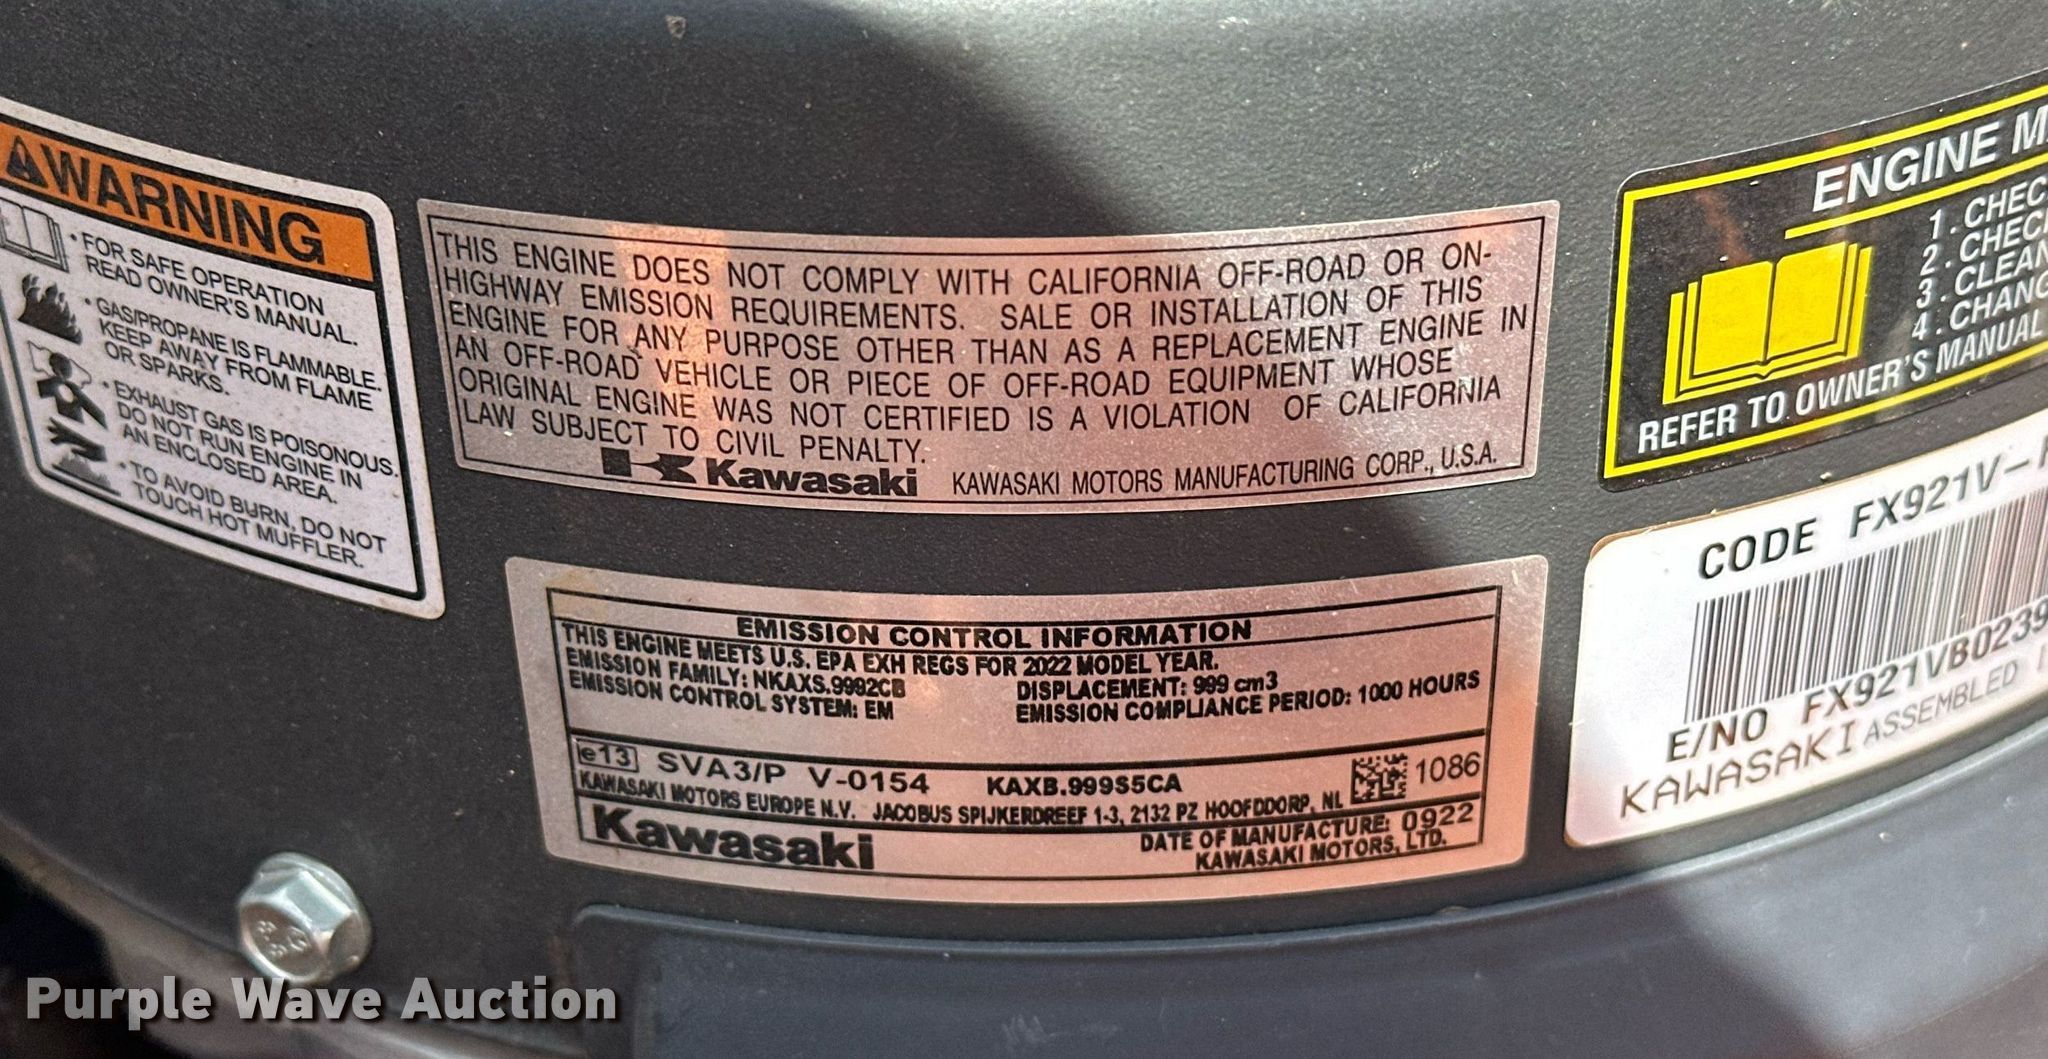 WARNING
• FOR SAFE OPERATION
READ OWNER'S MANUAL.
• GAS/PROPANE IS FLAMMABLE.
KEEP AWAY FROM FLAME
OR SPARKS.
• EXHAUST GAS IS POISONOUS.
DO NOT RUN ENGINE IN
AN ENCLOSED AREA.
• TO AVOID BURN, DO NOT
TOUCH HOT MUFFLER.
THIS ENGINE DOES NOT COMPLY WITH CALIFORNIA OFF-ROAD OR ON-
HIGHWAY EMISSION REQUIREMENTS. SALE OR INSTALLATION OF THIS
ENGINE FOR ANY PURPOSE OTHER THAN AS A REPLACEMENT ENGINE IN
AN OFF-ROAD VEHICLE OR PIECE OF OFF-ROAD EQUIPMENT WHOSE
ORIGINAL ENGINE WAS NOT CERTIFIED IS A VIOLATION OF CALIFORNIA
LAW SUBJECT TO CIVIL PENALTY.
Kawasaki KAWASAKI MOTORS MANUFACTURING CORP., U.S.A.
EMISSION CONTROL INFORMATION
THIS ENGINE MEETS U.S. EPA EXH REGS FOR 2022 MODEL YEAR.
EMISSION FAMILY: NKAXS.9992CB DISPLACEMENT: 999 cm3
EMISSION CONTROL SYSTEM: EM EMISSION COMPLIANCE PERIOD: 1000 HOURS
e13 SVA3/P V-0154 KAXB.999S5CA 1086
KAWASAKI MOTORS EUROPE N.V. JACOBUS SPIJKERDREEF 1-3, 2132 PZ HOOFDDORP, NL
Kawasaki DATE OF MANUFACTURE: 0922
KAWASAKI MOTORS, LTD.
ENGINE M
1. CHEC
2. CHEC
3. CLEAN
4. CHANG
REFER TO OWNER'S MANUAL
CODE FX921V-
E/NO FX921VB0239
KAWASAKI ASSEMBLED
8.8
Purple Wave Auction